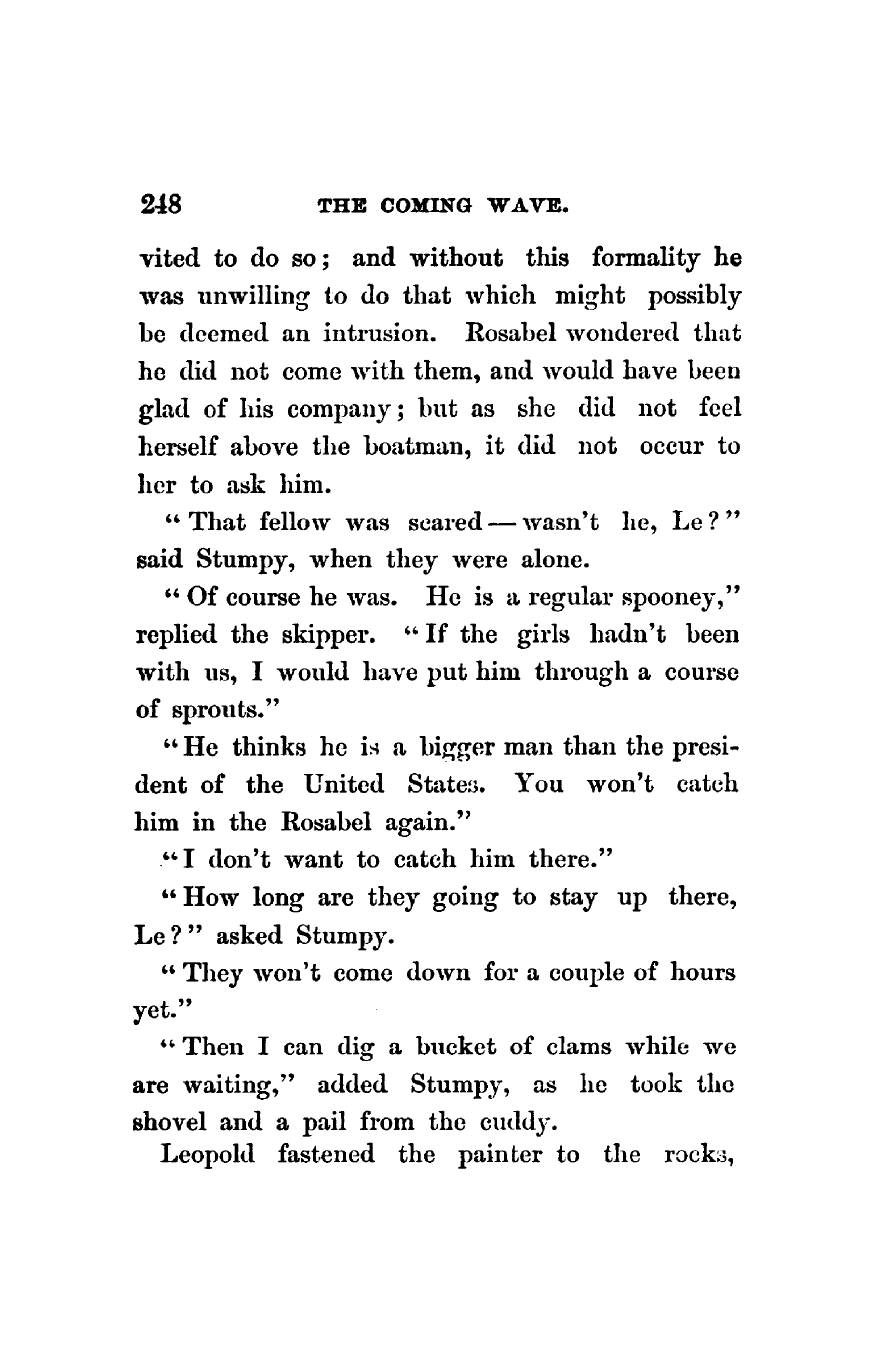 248 THE COMING WAVE.
vited to do so; and without this formality he
was unwilling to do that which might possibly
be deemed an intrusion. Rosabel wondered that
he did not come with them, and would have been
glad of his company; but as she did not feel
herself above the boatman, it did not occur to
her to ask him.
“That fellow was scared—wasn't he, Le?”
said Stumpy, when they were alone.
“Of course he was. He is a regular spooney,”
replied the skipper. “If the girls hadn't been
with us, I would have put him through a course
of sprouts.”
“He thinks he is a bigger man than the presi-
dent of the United States. You won't catch
him in the Rosabel again.”
“I don't want to catch him there.”
“How long are they going to stay up there,
Le?” asked Stumpy.
“They won't come down for a couple of hours
yet.”
“Then I can dig a bucket of clams while we
are waiting,” added Stumpy, as he took the
shovel and a pail from the cuddy.
Leopold fastened the painter to the rocks,